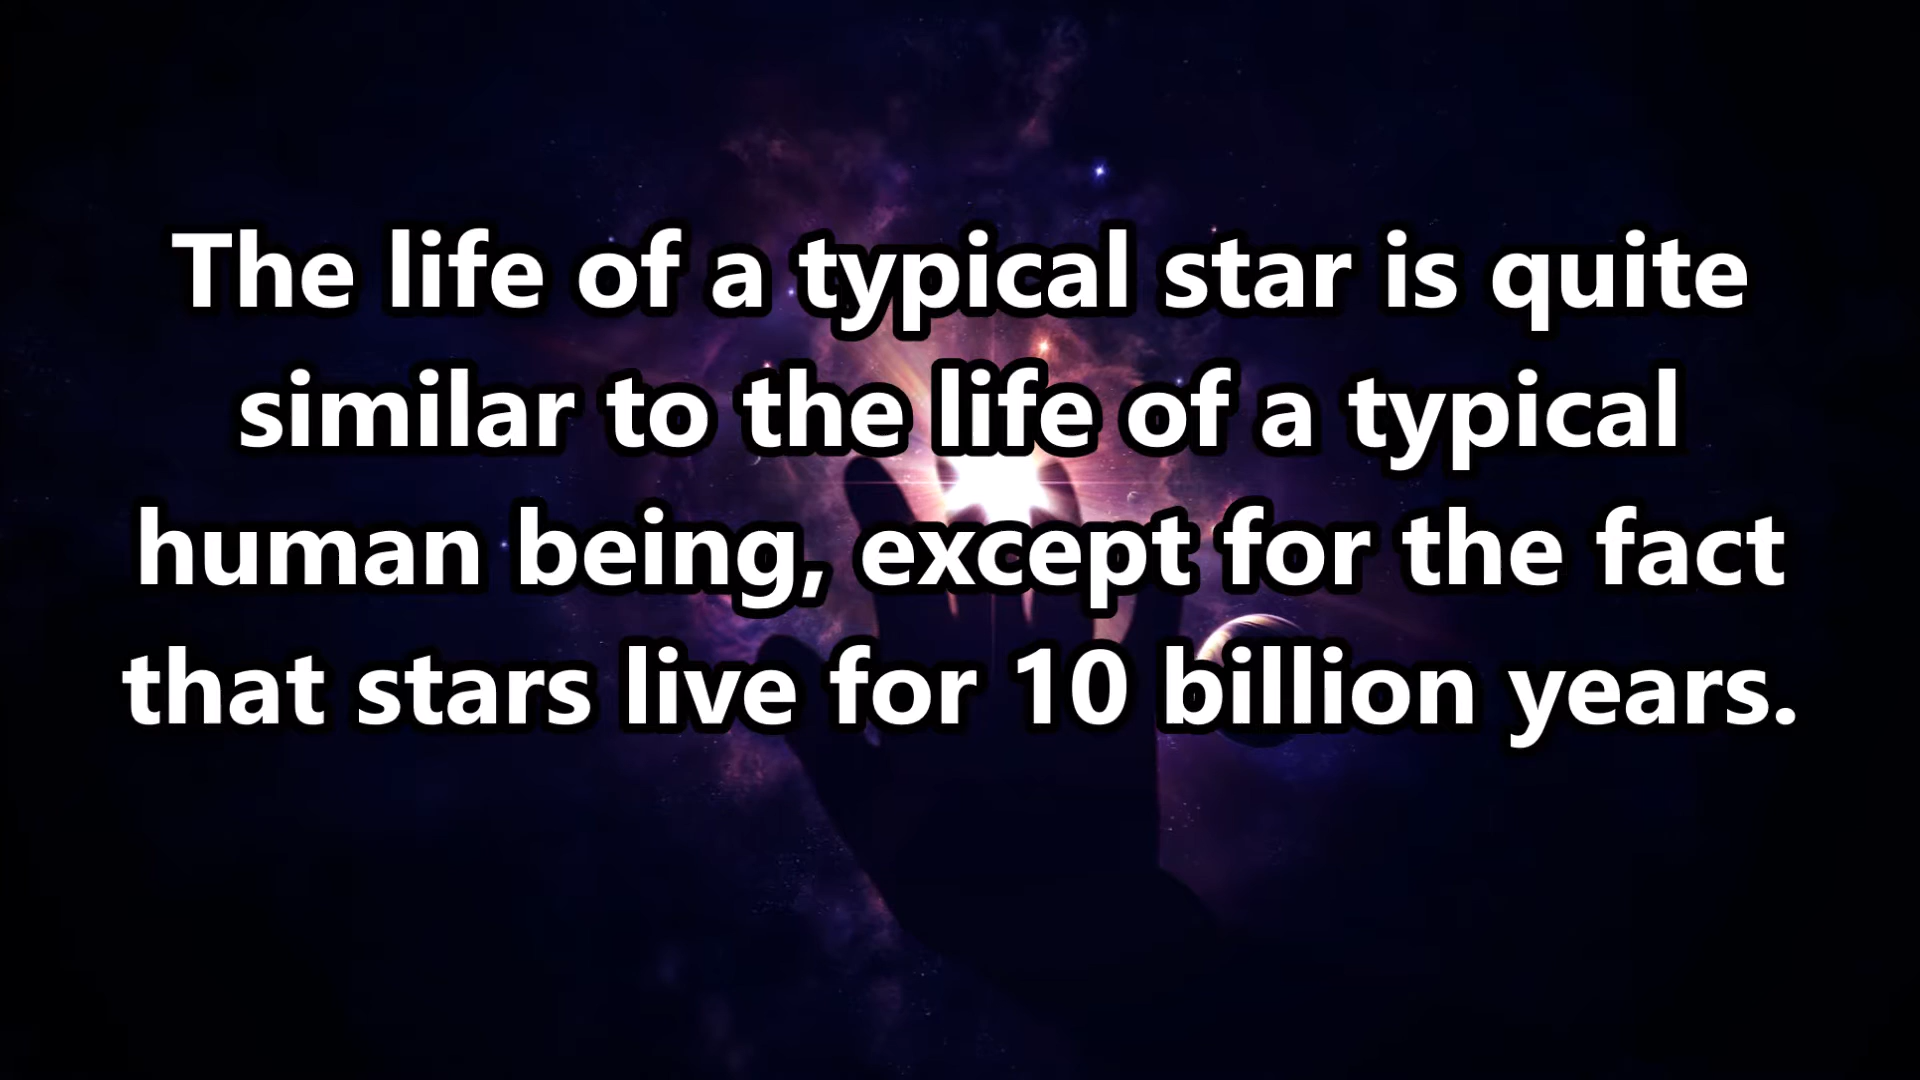 The life of a typical star is quite
similar to the life of a typical
human being, except for the fact
that stars live for 10 billion years.